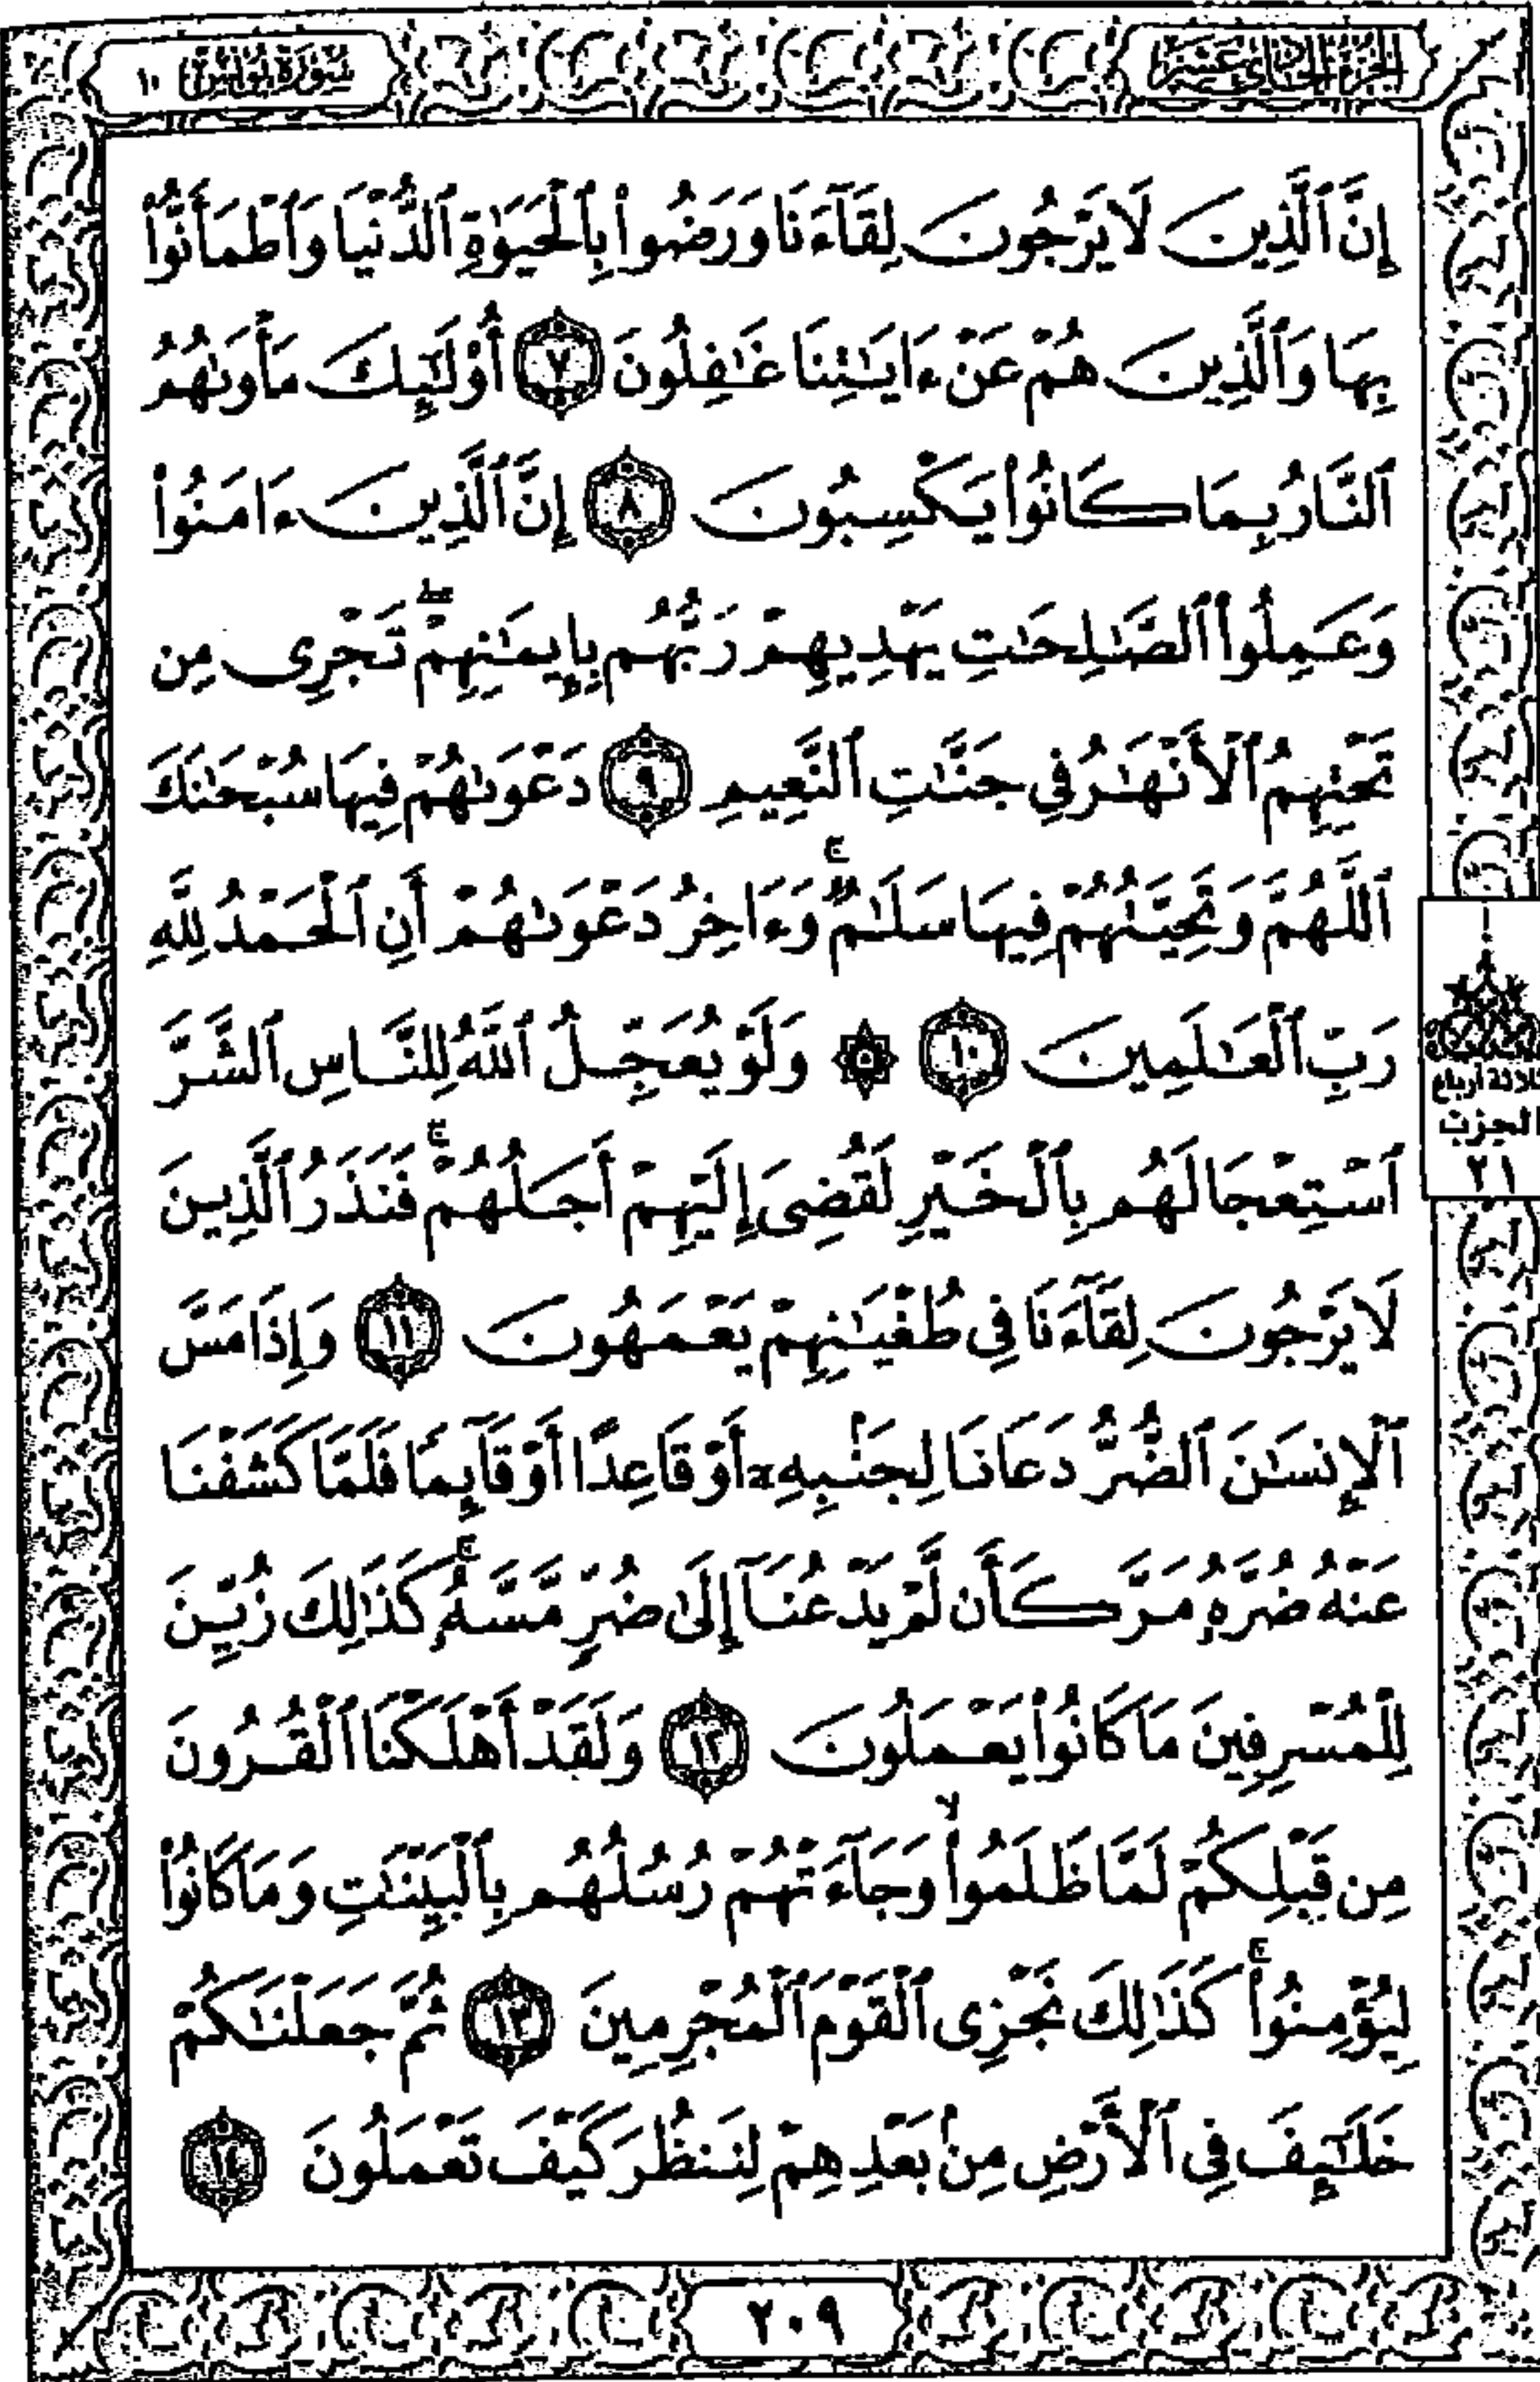 الجزء الحادي عشر
سورة يونس ١٠
إِنَّ ٱلَّذِينَ لَا يَرْجُونَ لِقَآءَنَا وَرَضُوا۟ بِٱلْحَيَوٰةِ ٱلدُّنْيَا وَٱطْمَأَنُّوا۟
بِهَا وَٱلَّذِينَ هُمْ عَنْ ءَايَٰتِنَا غَٰفِلُونَ ٧ أُو۟لَٰٓئِكَ مَأْوَىٰهُمُ
ٱلنَّارُ بِمَا كَانُوا۟ يَكْسِبُونَ ٨ إِنَّ ٱلَّذِينَ ءَامَنُوا۟
وَعَمِلُوا۟ ٱلصَّٰلِحَٰتِ يَهْدِيهِمْ رَبُّهُم بِإِيمَٰنِهِمْ ۖ تَجْرِى مِن
تَحْتِهِمُ ٱلْأَنْهَٰرُ فِى جَنَّٰتِ ٱلنَّعِيمِ ٩ دَعْوَىٰهُمْ فِيهَا سُبْحَٰنَكَ
ٱللَّهُمَّ وَتَحِيَّتُهُمْ فِيهَا سَلَٰمٌ ۚ وَءَاخِرُ دَعْوَىٰهُمْ أَنِ ٱلْحَمْدُ لِلَّهِ
رَبِّ ٱلْعَٰلَمِينَ ١٠ ۞ وَلَوْ يُعَجِّلُ ٱللَّهُ لِلنَّاسِ ٱلشَّرَّ
ٱسْتِعْجَالَهُم بِٱلْخَيْرِ لَقُضِىَ إِلَيْهِمْ أَجَلُهُمْ ۖ فَنَذَرُ ٱلَّذِينَ
لَا يَرْجُونَ لِقَآءَنَا فِى طُغْيَٰنِهِمْ يَعْمَهُونَ ١١ وَإِذَا مَسَّ
ٱلْإِنسَٰنَ ٱلضُّرُّ دَعَانَا لِجَنۢبِهِۦٓ أَوْ قَاعِدًا أَوْ قَآئِمًا فَلَمَّا كَشَفْنَا
عَنْهُ ضُرَّهُۥ مَرَّ كَأَن لَّمْ يَدْعُنَآ إِلَىٰ ضُرٍّ مَّسَّهُۥ ۚ كَذَٰلِكَ زُيِّنَ
لِلْمُسْرِفِينَ مَا كَانُوا۟ يَعْمَلُونَ ١٢ وَلَقَدْ أَهْلَكْنَا ٱلْقُرُونَ
مِن قَبْلِكُمْ لَمَّا ظَلَمُوا۟ ۙ وَجَآءَتْهُمْ رُسُلُهُم بِٱلْبَيِّنَٰتِ وَمَا كَانُوا۟
لِيُؤْمِنُوا۟ ۚ كَذَٰلِكَ نَجْزِى ٱلْقَوْمَ ٱلْمُجْرِمِينَ ١٣ ثُمَّ جَعَلْنَٰكُمْ
خَلَٰٓئِفَ فِى ٱلْأَرْضِ مِنۢ بَعْدِهِمْ لِنَنظُرَ كَيْفَ تَعْمَلُونَ ١٤
ثلاثة أرباع
الحزب
٢١
٢٠٩